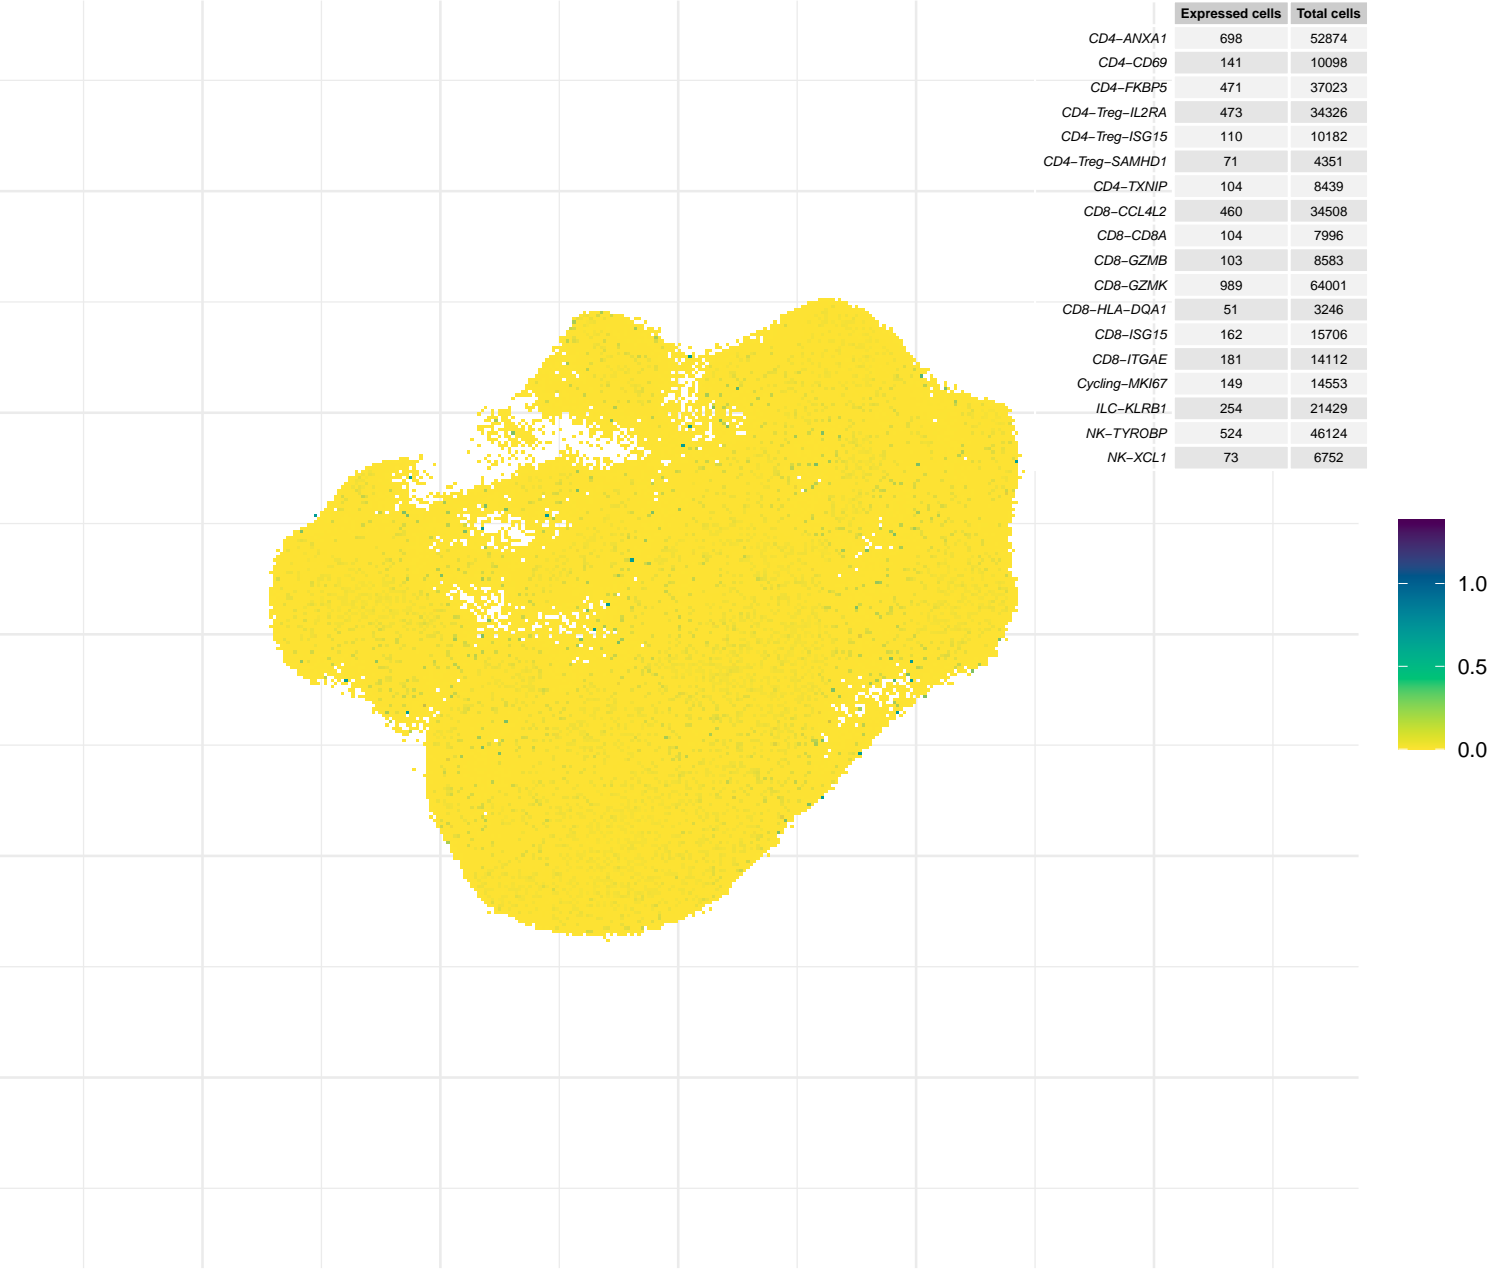 Expressed cells Total cells
CD4−ANXA1 698 52874
CD4−CD69 141 10098
CD4−FKBP5 471 37023
CD4−Treg−IL2RA 473 34326
CD4−Treg−ISG15 110 10182
CD4−Treg−SAMHD1 71 4351
CD4−TXNIP 104 8439
CD8−CCL4L2 460 34508
CD8−CD8A 104 7996
CD8−GZMB 103 8583
CD8−GZMK 989 64001
CD8−HLA−DQA1 51 3246
CD8−ISG15 162 15706
CD8−ITGAE 181 14112
Cycling−MKI67 149 14553
ILC−KLRB1 254 21429
NK−TYROBP 524 46124
NK−XCL1 73 6752
1.0
0.5
0.0